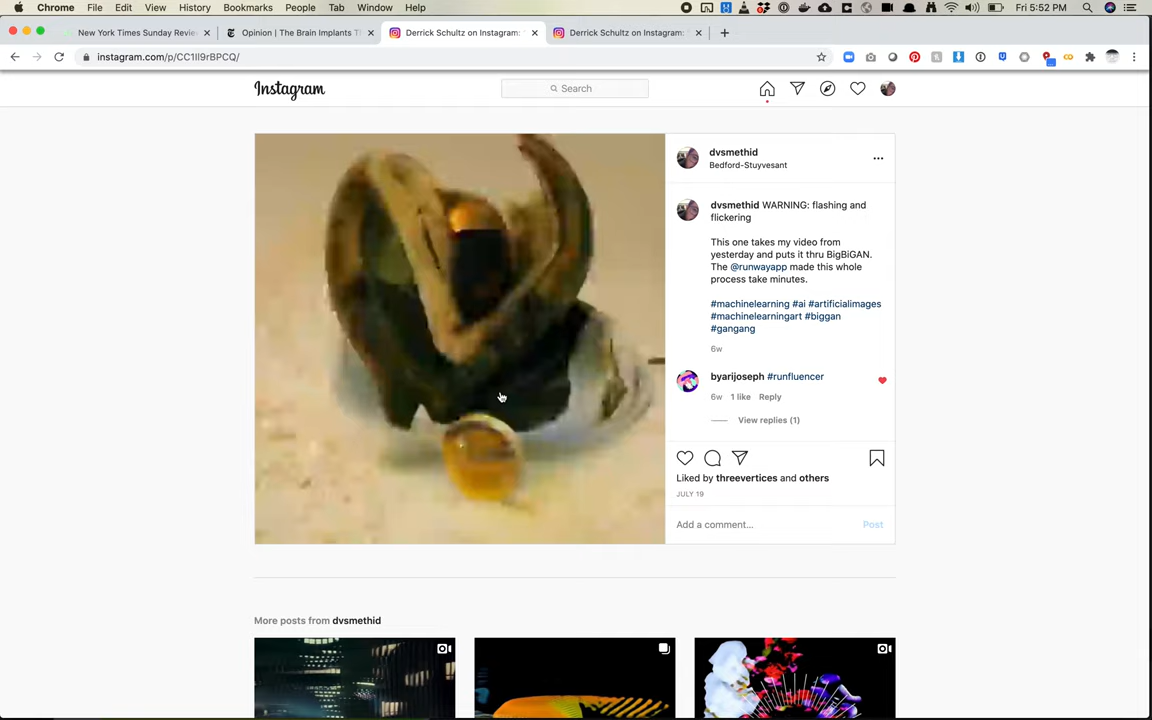 Chrome File Edit View History Bookmarks People Tab Window Help
Fri 5:52 PM
New York Times Sunday Revie
Opinion | The Brain Implants T
Derrick Schultz on Instagram:
Derrick Schultz on Instagram:
instagram.com/p/CC1Il9rBPCQ/
Instagram
Search
dvsmethid
Bedford-Stuyvesant
dvsmethid WARNING: flashing and
flickering
This one takes my video from
yesterday and puts it thru BigBiGAN.
The @runwayapp made this whole
process take minutes.
#machinelearning #ai #artificialimages
#machinelearningart #biggan
#gangang
6w
byarijoseph #runfluencer
6w 1 like Reply
View replies (1)
Liked by threevertices and others
JULY 19
Add a comment...
Post
More posts from dvsmethid